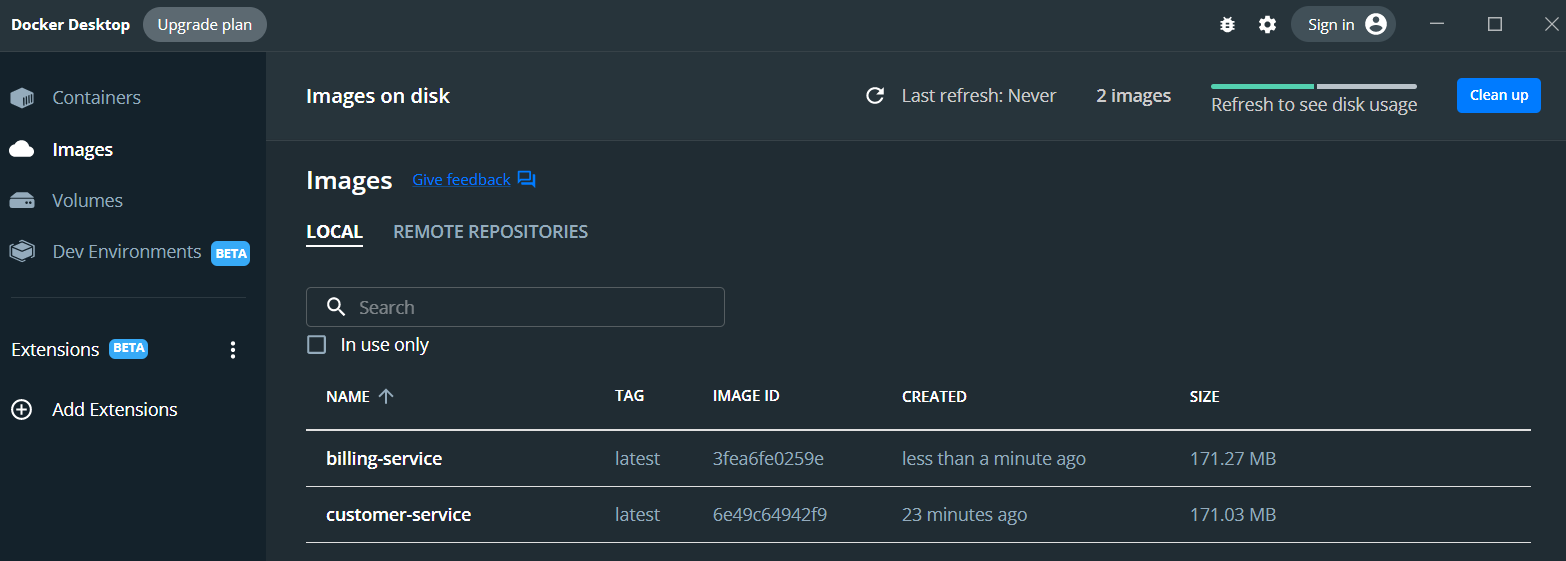 Docker Desktop Upgrade plan Sign in
Containers
Images
Volumes
Dev Environments BETA
Extensions BETA
Add Extensions
Images on disk Last refresh: Never 2 images Refresh to see disk usage Clean up
Images Give feedback
LOCAL REMOTE REPOSITORIES
Search
In use only
NAME TAG IMAGE ID CREATED SIZE
billing-service latest 3fea6fe0259e less than a minute ago 171.27 MB
customer-service latest 6e49c64942f9 23 minutes ago 171.03 MB